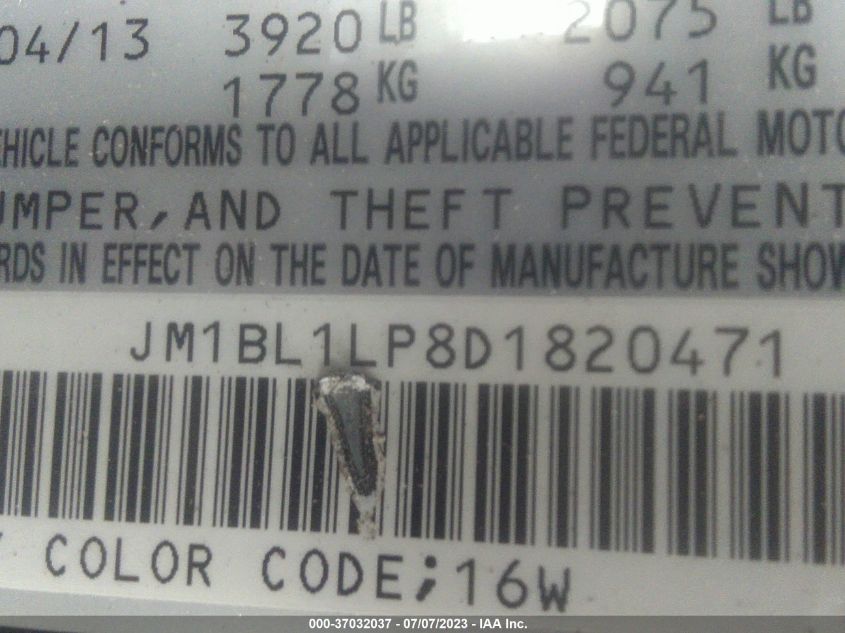 04/13 3920 LB 2075 LB
1778 KG 941 KG
EHICLE CONFORMS TO ALL APPLICABLE FEDERAL MOTO
UMPER, AND THEFT PREVENT
RDS IN EFFECT ON THE DATE OF MANUFACTURE SHOW
JM1BL1LP8D1820471
Y COLOR CODE;16W
000-37032037 - 07/07/2023 - IAA Inc.